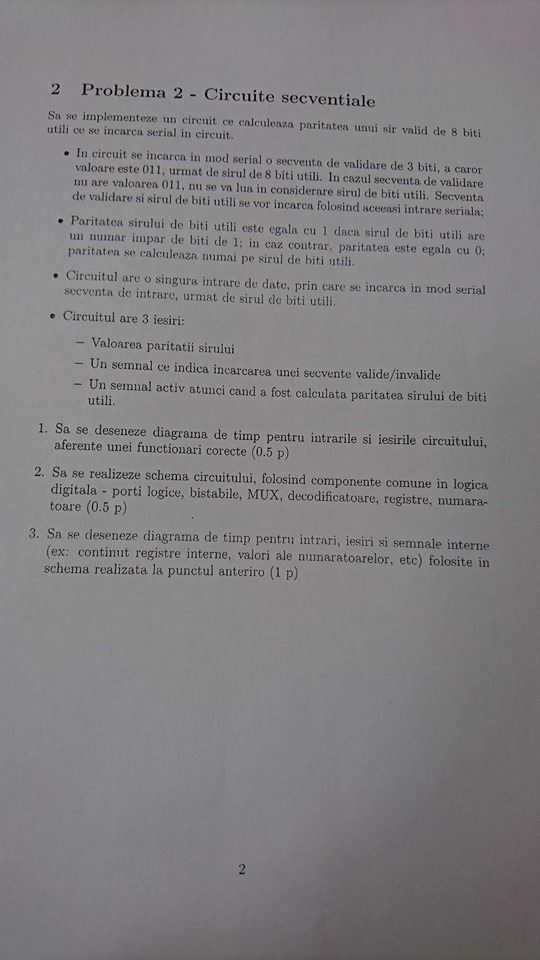 2 Problema 2 - Circuite secventiale
Sa se implementeze un circuit ce calculeaza paritatea unui sir valid de 8 biti
utili ce se incarca serial in circuit.
• In circuit se incarca in mod serial o secventa de validare de 3 biti, a caror
valoare este 011, urmat de sirul de 8 biti utili. In cazul secventa de validare
nu are valoarea 011, nu se va lua in considerare sirul de biti utili. Secventa
de validare si sirul de biti utili se vor incarca folosind aceeasi intrare seriala;
• Paritatea sirului de biti utili este egala cu 1 daca sirul de biti utili are
un numar impar de biti de 1; in caz contrar, paritatea este egala cu 0;
paritatea se calculeaza numai pe sirul de biti utili.
• Circuitul are o singura intrare de date, prin care se incarca in mod serial
secventa de intrare, urmat de sirul de biti utili.
• Circuitul are 3 iesiri:
– Valoarea paritatii sirului
– Un semnal ce indica incarcarea unei secvente valide/invalide
– Un semnal activ atunci cand a fost calculata paritatea sirului de biti
utili.
1. Sa se deseneze diagrama de timp pentru intrarile si iesirile circuitului,
aferente unei functionari corecte (0.5 p)
2. Sa se realizeze schema circuitului, folosind componente comune in logica
digitala - porti logice, bistabile, MUX, decodificatoare, registre, numara-
toare (0.5 p)
3. Sa se deseneze diagrama de timp pentru intrari, iesiri si semnale interne
(ex: continut registre interne, valori ale numaratoarelor, etc) folosite in
schema realizata la punctul anteriro (1 p)
2